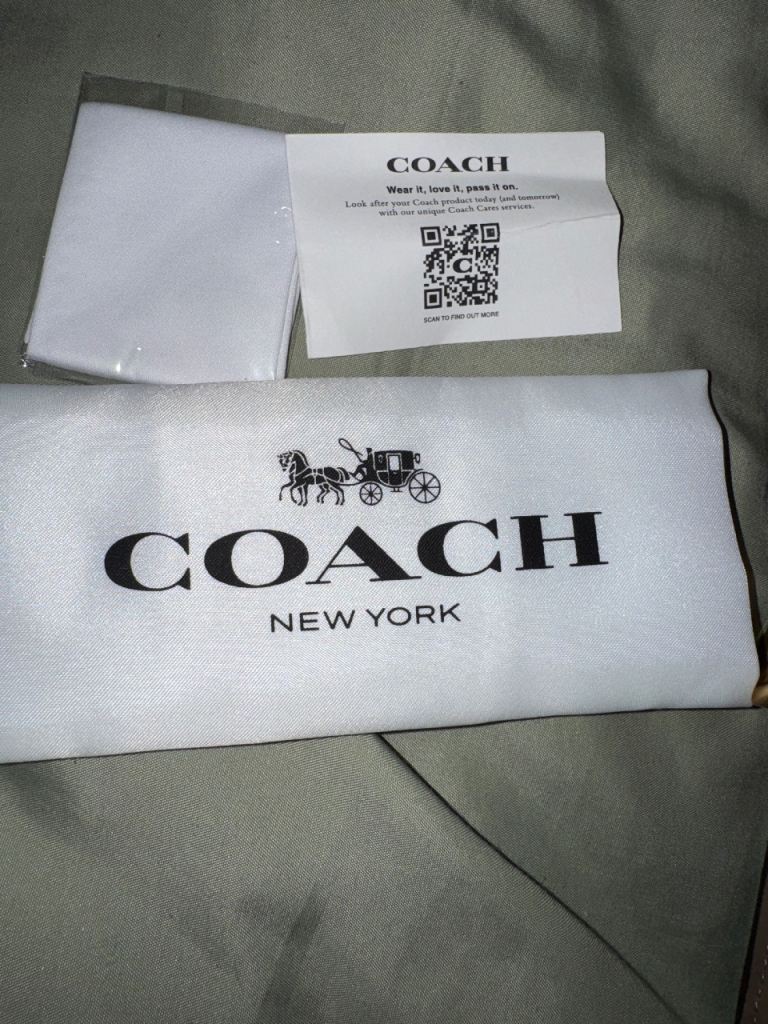 COACH
Wear it, love it, pass it on.
Look after your Coach product today (and tomorrow)
with our unique Coach Cares services.
C
SCAN TO FIND OUT MORE
COACH
NEW YORK